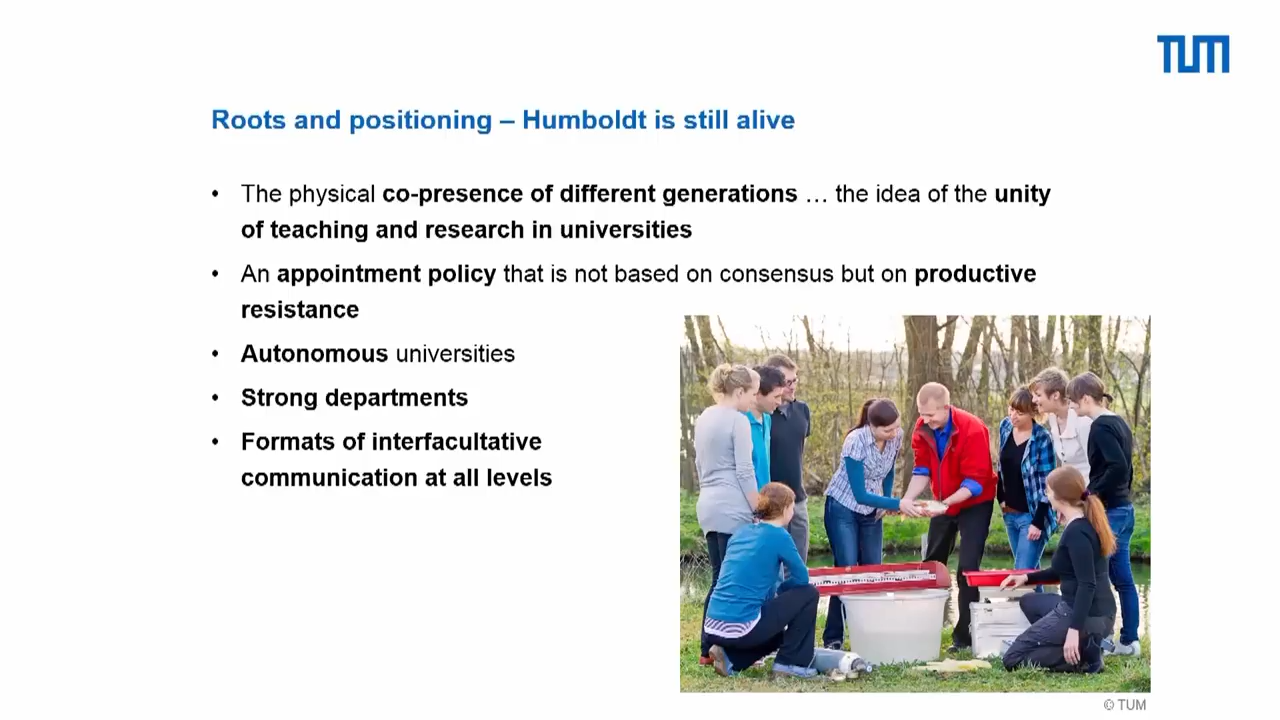 TUM
Roots and positioning – Humboldt is still alive
• The physical co-presence of different generations … the idea of the unity
of teaching and research in universities
• An appointment policy that is not based on consensus but on productive
resistance
• Autonomous universities
• Strong departments
• Formats of interfacultative
communication at all levels
© TUM